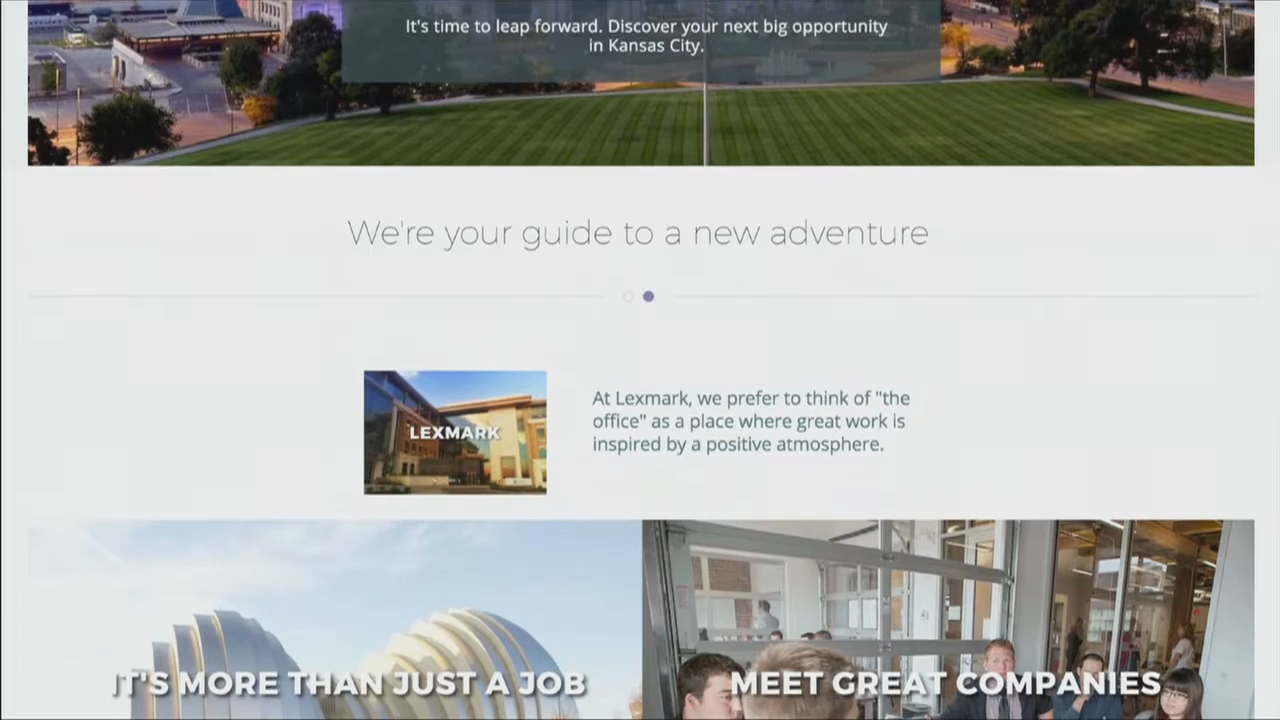 It's time to leap forward. Discover your next big opportunity
in Kansas City.
We're your guide to a new adventure
LEXMARK
At Lexmark, we prefer to think of "the
office" as a place where great work is
inspired by a positive atmosphere.
IT'S MORE THAN JUST A JOB
MEET GREAT COMPANIES